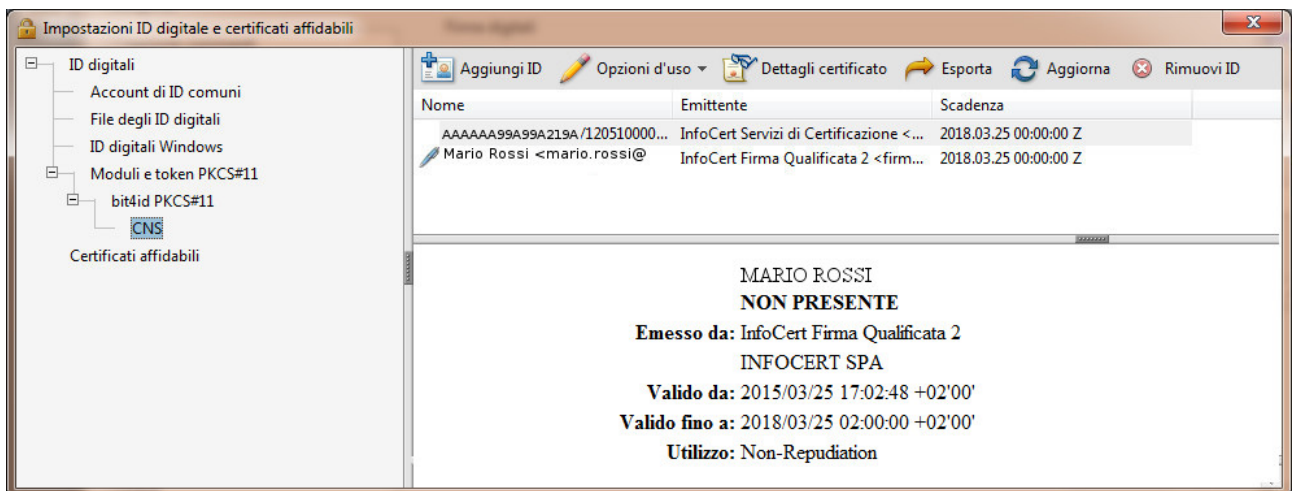 Impostazioni ID digitale e certificati affidabili
ID digitali
Account di ID comuni
File degli ID digitali
ID digitali Windows
Moduli e token PKCS#11
bit4id PKCS#11
CNS
Certificati affidabili
Aggiungi ID Opzioni d'uso Dettagli certificato Esporta Aggiorna Rimuovi ID
Nome Emittente Scadenza
AAAAAA99A99A219A/120510000... InfoCert Servizi di Certificazione <... 2018.03.25 00:00:00 Z
Mario Rossi <mario.rossi@ InfoCert Firma Qualificata 2 <firm... 2018.03.25 00:00:00 Z
MARIO ROSSI
NON PRESENTE
Emesso da: InfoCert Firma Qualificata 2
INFOCERT SPA
Valido da: 2015/03/25 17:02:48 +02'00'
Valido fino a: 2018/03/25 02:00:00 +02'00'
Utilizzo: Non-Repudiation